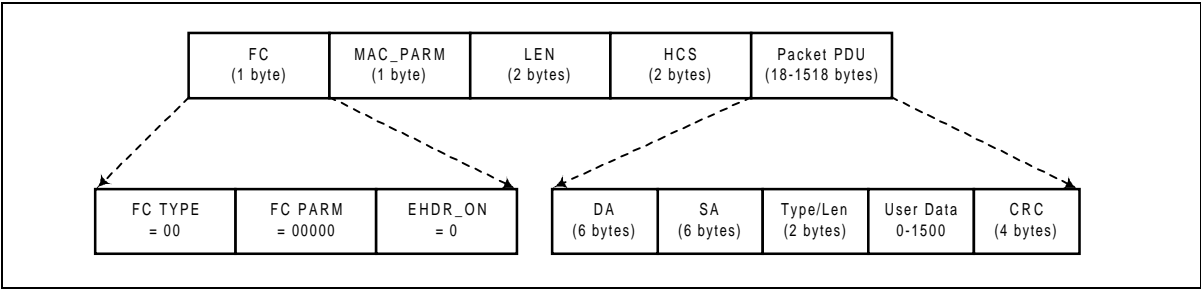 FC
(1 byte)
MAC_PARM
(1 byte)
LEN
(2 bytes)
HCS
(2 bytes)
Packet PDU
(18-1518 bytes)
FC TYPE
= 00
FC PARM
= 00000
EHDR_ON
= 0
DA
(6 bytes)
SA
(6 bytes)
Type/Len
(2 bytes)
User Data
0-1500
CRC
(4 bytes)